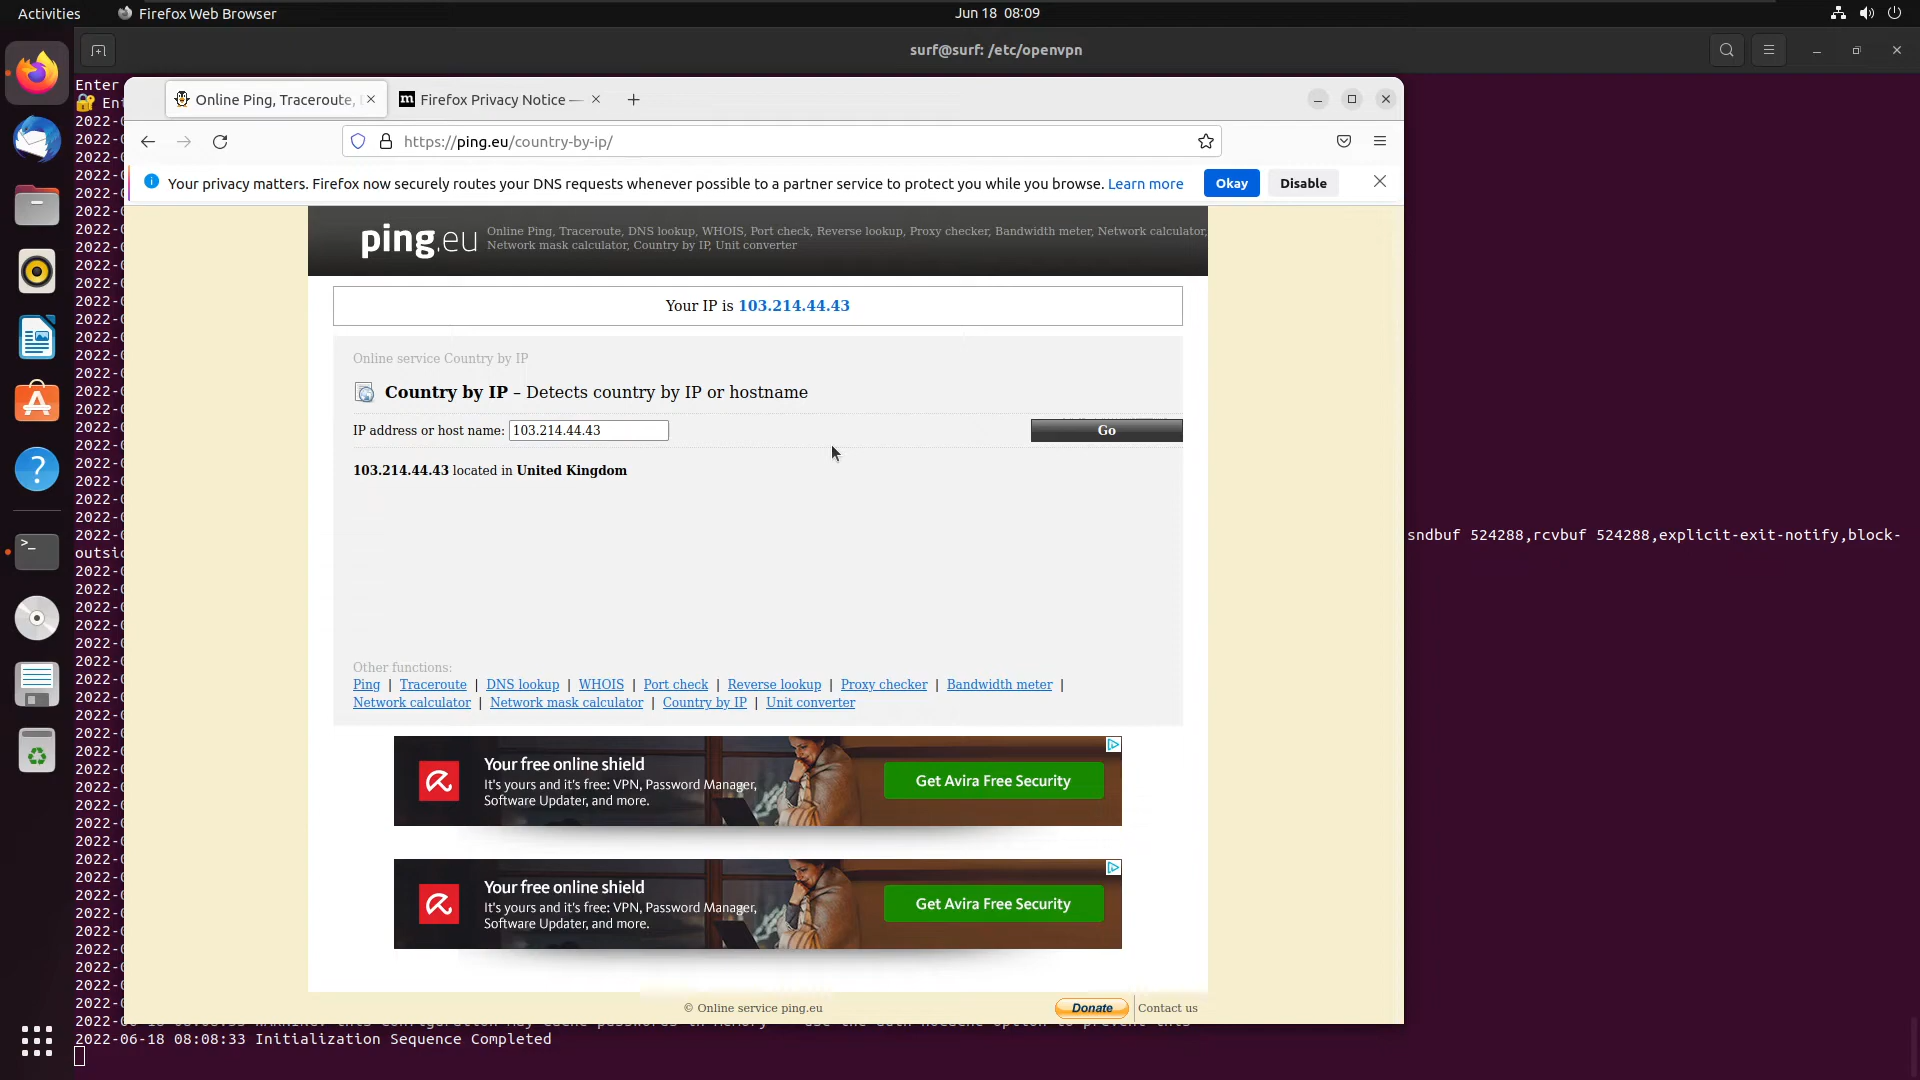 Activities
Firefox Web Browser
Jun 18 08:09
surf@surf: /etc/openvpn
Enter
Online Ping, Traceroute,
Firefox Privacy Notice —
https://ping.eu/country-by-ip/
Your privacy matters. Firefox now securely routes your DNS requests whenever possible to a partner service to protect you while you browse. Learn more
Okay
Disable
ping.eu
Online Ping, Traceroute, DNS lookup, WHOIS, Port check, Reverse lookup, Proxy checker, Bandwidth meter, Network calculator,
Network mask calculator, Country by IP, Unit converter
Your IP is 103.214.44.43
Online service Country by IP
Country by IP – Detects country by IP or hostname
IP address or host name: 103.214.44.43
Go
103.214.44.43 located in United Kingdom
sndbuf 524288,rcvbuf 524288,explicit-exit-notify,block-
Other functions:
Ping | Traceroute | DNS lookup | WHOIS | Port check | Reverse lookup | Proxy checker | Bandwidth meter |
Network calculator | Network mask calculator | Country by IP | Unit converter
Your free online shield
It's yours and it's free: VPN, Password Manager,
Software Updater, and more.
Get Avira Free Security
Your free online shield
It's yours and it's free: VPN, Password Manager,
Software Updater, and more.
Get Avira Free Security
© Online service ping.eu
Donate
Contact us
2022-06-18 08:08:33 Initialization Sequence Completed